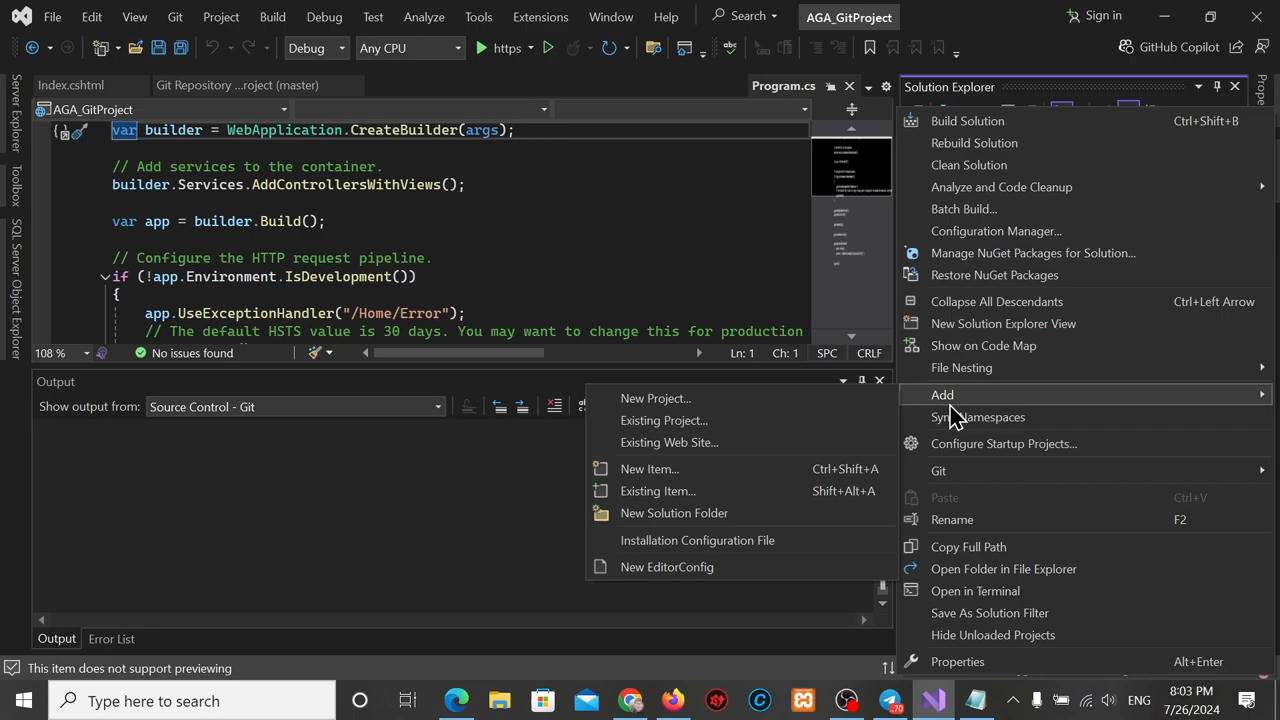 File Edit View Git Project Build Debug Test Analyze Tools Extensions Window Help Search AGA_GitProject Sign in
Debug Any CPU https GitHub Copilot
Index.cshtml Git Repository ...roject (master) Program.cs Solution Explorer
AGA_GitProject
var builder = WebApplication.CreateBuilder(args);
// Add services to the container.
builder.Services.AddControllersWithViews();
var app = builder.Build();
// Configure the HTTP request pipeline.
if (!app.Environment.IsDevelopment())
{
app.UseExceptionHandler("/Home/Error");
// The default HSTS value is 30 days. You may want to change this for production
108 % No issues found Ln: 1 Ch: 1 SPC CRLF
Server Explorer
Toolbox
SQL Server Object Explorer
Output
Show output from: Source Control - Git
Output Error List
Build Solution Ctrl+Shift+B
Rebuild Solution
Clean Solution
Analyze and Code Cleanup
Batch Build...
Configuration Manager...
Manage NuGet Packages for Solution...
Restore NuGet Packages
Collapse All Descendants Ctrl+Left Arrow
New Solution Explorer View
Show on Code Map
File Nesting
Add
Sync Namespaces
Configure Startup Projects...
Git
Paste Ctrl+V
Rename F2
Copy Full Path
Open Folder in File Explorer
Open in Terminal
Save As Solution Filter
Hide Unloaded Projects
Properties Alt+Enter
New Project...
Existing Project...
Existing Web Site...
New Item... Ctrl+Shift+A
Existing Item... Shift+Alt+A
New Solution Folder
Installation Configuration File
New EditorConfig
This item does not support previewing
Type here to search 70 ENG 8:03 PM
7/26/2024